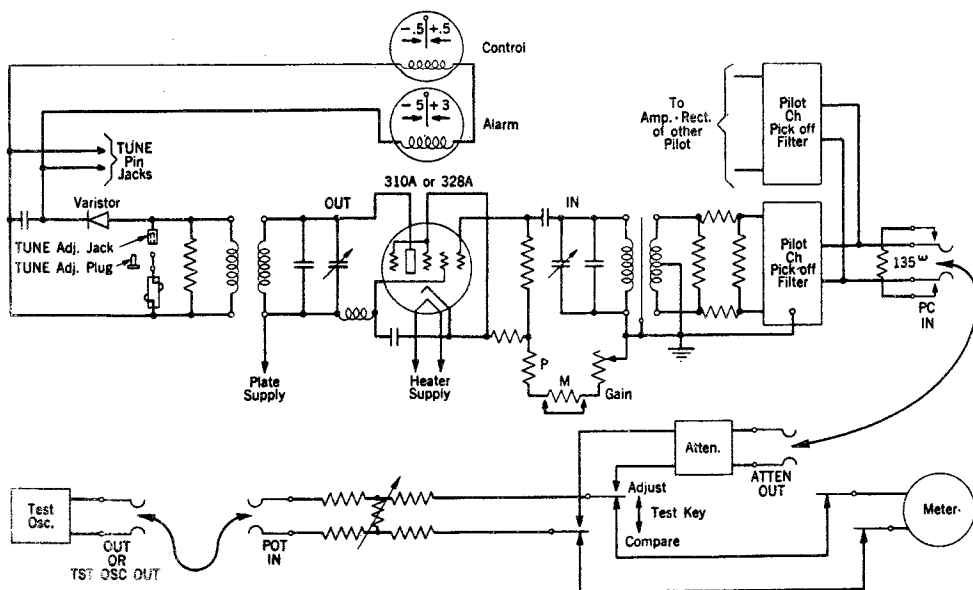 -.5 +.5
Control
-5 +3
Alarm
To
Amp.-Rect.
of other
Pilot
Pilot
Ch
Pick off
Filter
TUNE
Pin
Jacks
310A or 328A
Varistor
OUT
IN
TUNE Adj. Jack
TUNE Adj. Plug
Pilot
Ch
Pick off
Filter
135 ω
PC
IN
Plate
Supply
Heater
Supply
P
M
Gain
Atten.
ATTEN
OUT
Adjust
Test Key
Compare
Test
Osc.
OUT
OR
TST OSC OUT
POT
IN
Meter